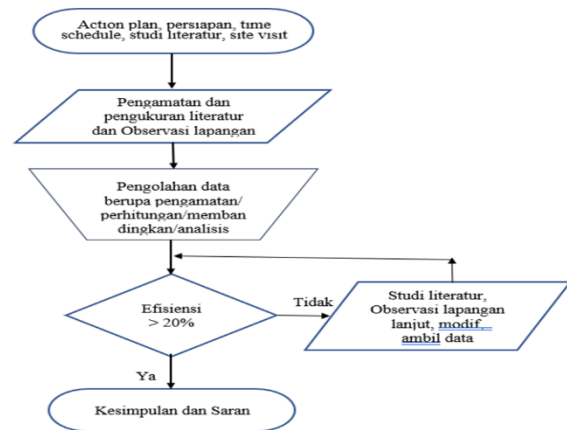 Action plan, persiapan, time
schedule, studi literatur, site visit
Pengamatan dan
pengukuran literatur
dan Observasi lapangan
Pengolahan data
berupa pengamatan/
perhitungan/memban
dingkan/analisis
Efisiensi
> 20%
Tidak
Studi literatur,
Observasi lapangan
lanjut, modif,
ambil data
Ya
Kesimpulan dan Saran